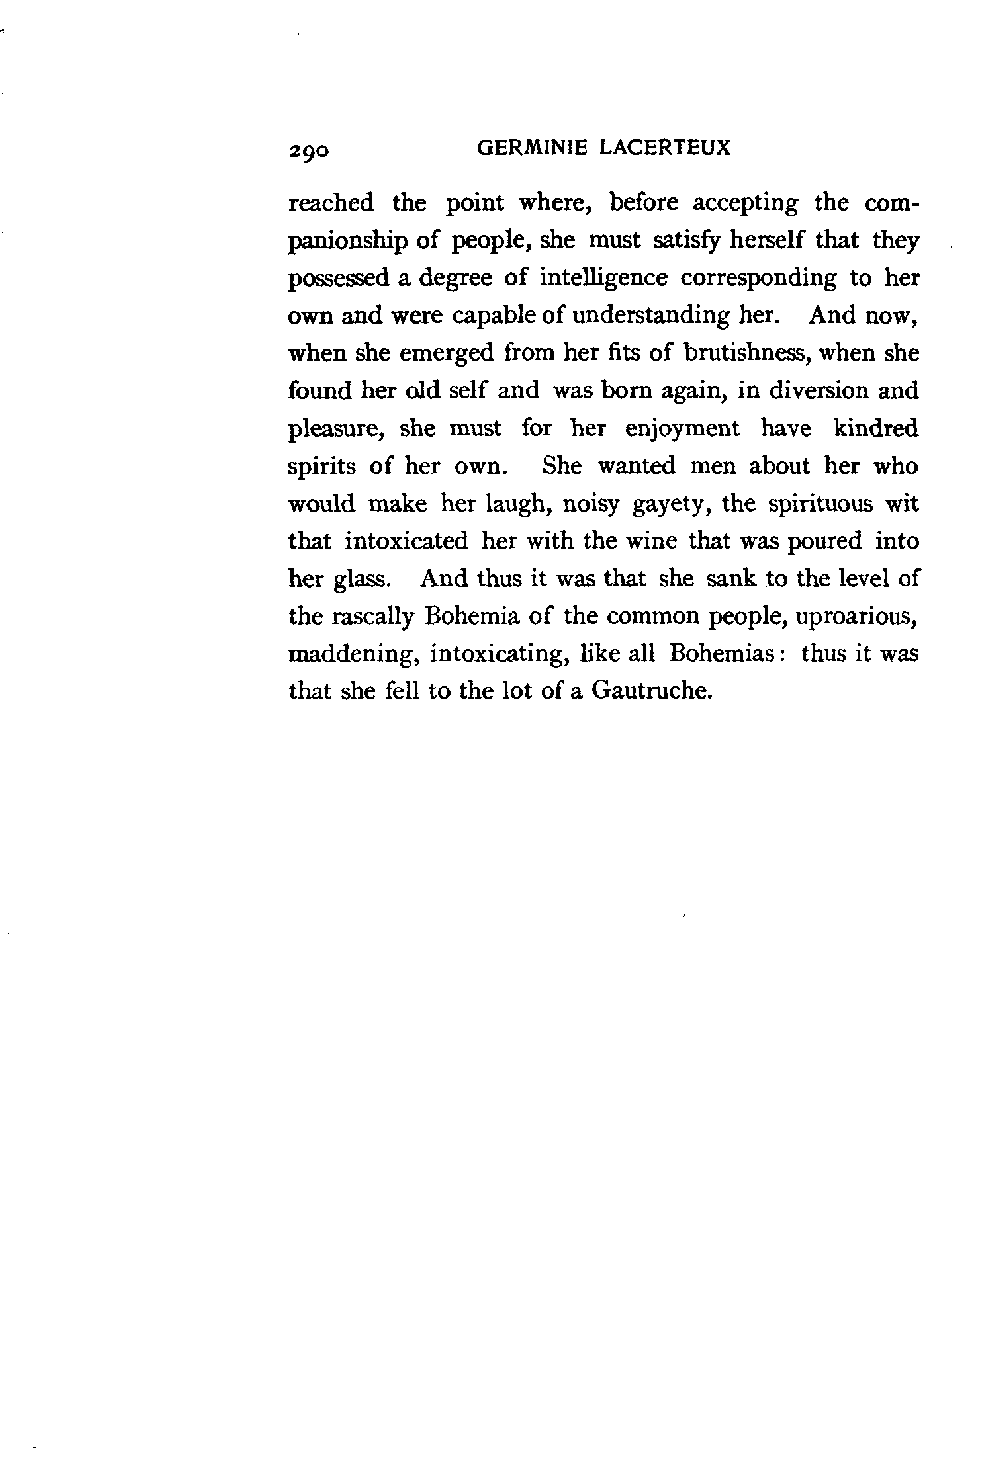 290 GERMINIE LACERTEUX
reached the point where, before accepting the com-
panionship of people, she must satisfy herself that they
possessed a degree of intelligence corresponding to her
own and were capable of understanding her. And now,
when she emerged from her fits of brutishness, when she
found her old self and was born again, in diversion and
pleasure, she must for her enjoyment have kindred
spirits of her own. She wanted men about her who
would make her laugh, noisy gayety, the spirituous wit
that intoxicated her with the wine that was poured into
her glass. And thus it was that she sank to the level of
the rascally Bohemia of the common people, uproarious,
maddening, intoxicating, like all Bohemias: thus it was
that she fell to the lot of a Gautruche.